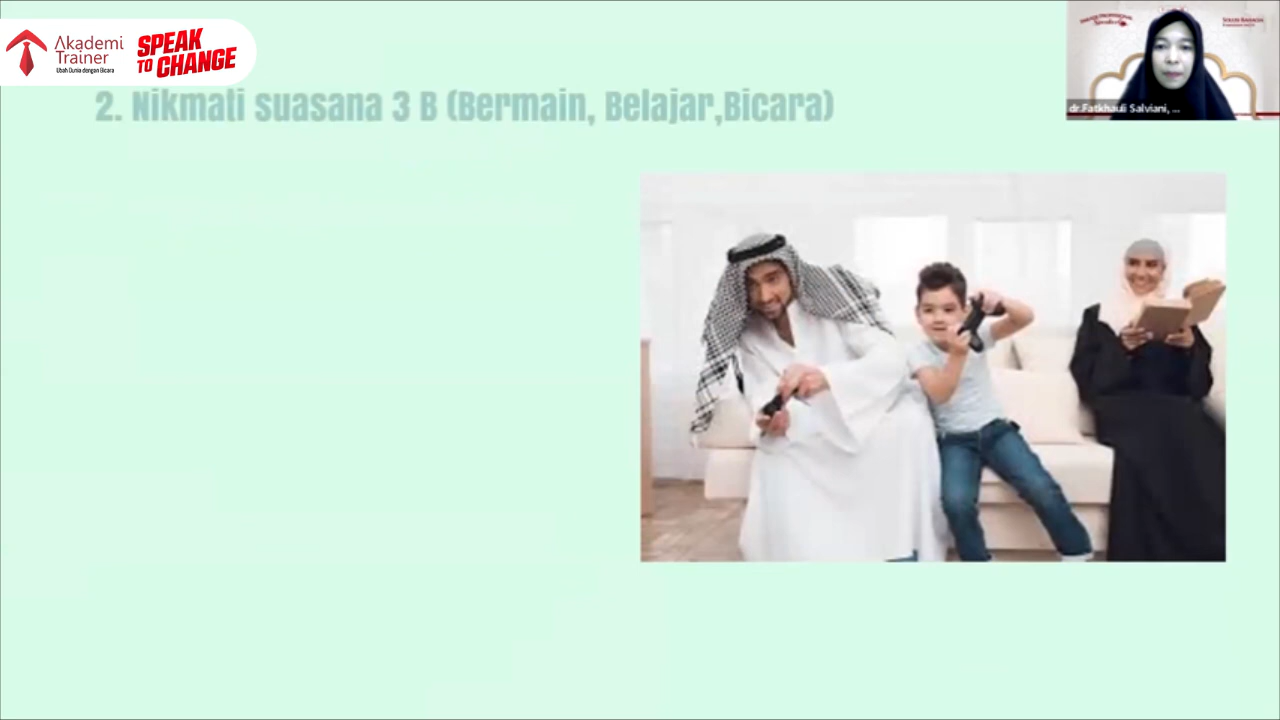 Akademi
Trainer
Ubah Dunia dengan Bicara
SPEAK
TO CHANGE
2. Nikmati suasana 3 B (Bermain, Belajar,Bicara)
dr.Fatkhauli Salviani, ...